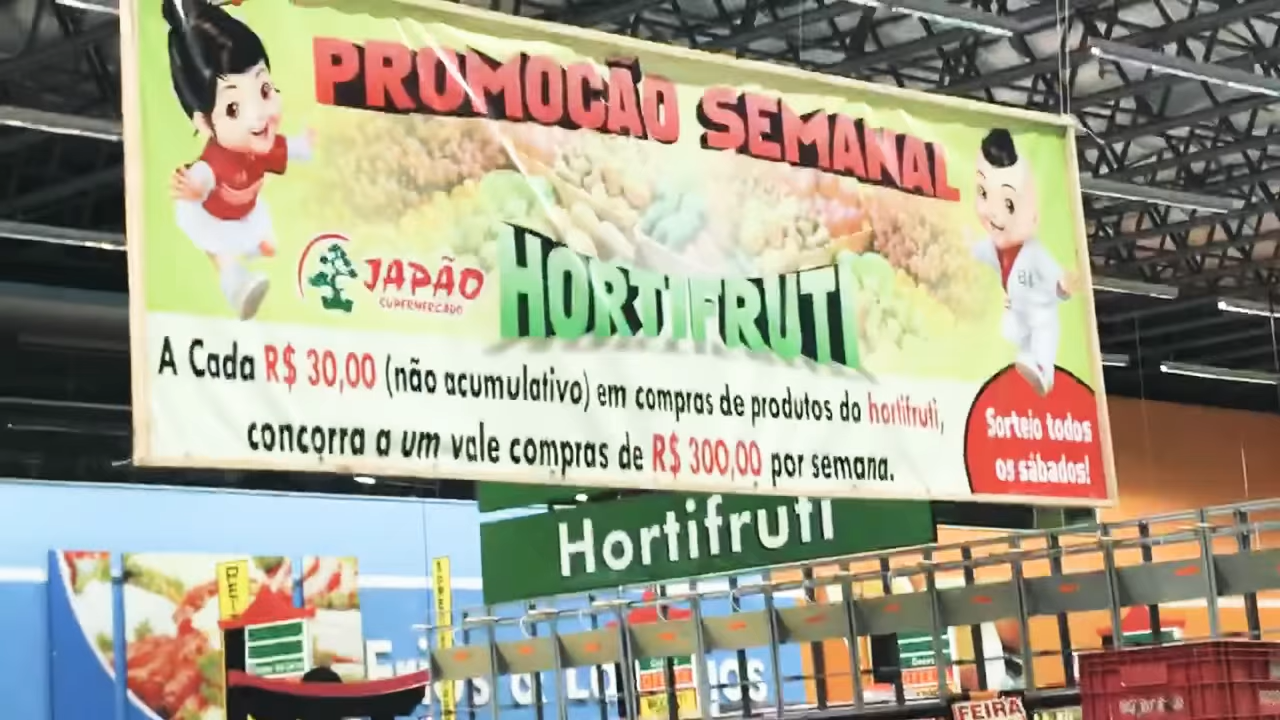 PROMOÇÃO SEMANAL
JAPÃO
SUPERMERCADO
HORTIFRUTI
A Cada R$ 30,00 (não acumulativo) em compras de produtos do hortifruti,
concorra a um vale compras de R$ 300,00 por semana.
Sorteio todos
os sábados!
Hortifruti
FEIRA